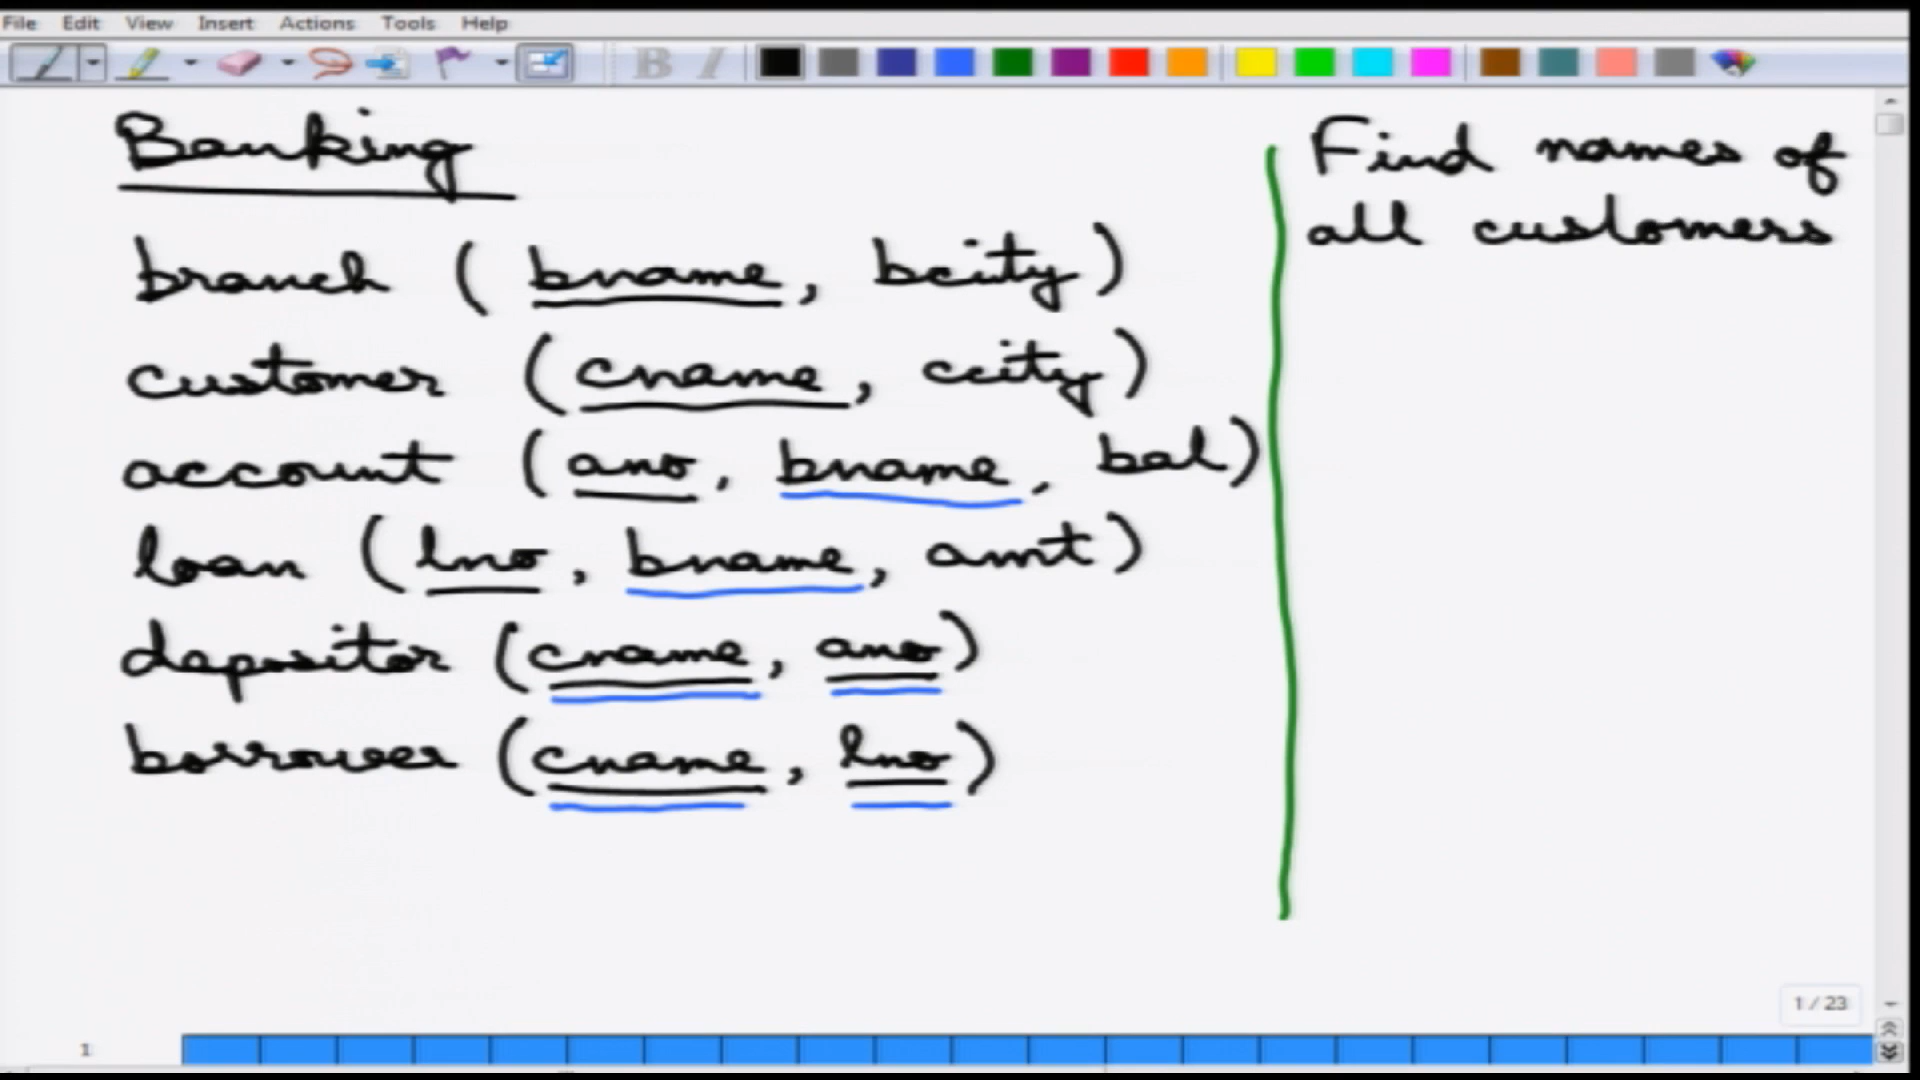 File Edit View Insert Actions Tools Help
B I
Banking
branch ( bname, bcity)
customer (cname, ccity)
account (ano, bname, bal)
loan (lno, bname, amt)
depositor (cname, ano)
borrower (cname, lno)
Find names of
all customers
1 / 23
1